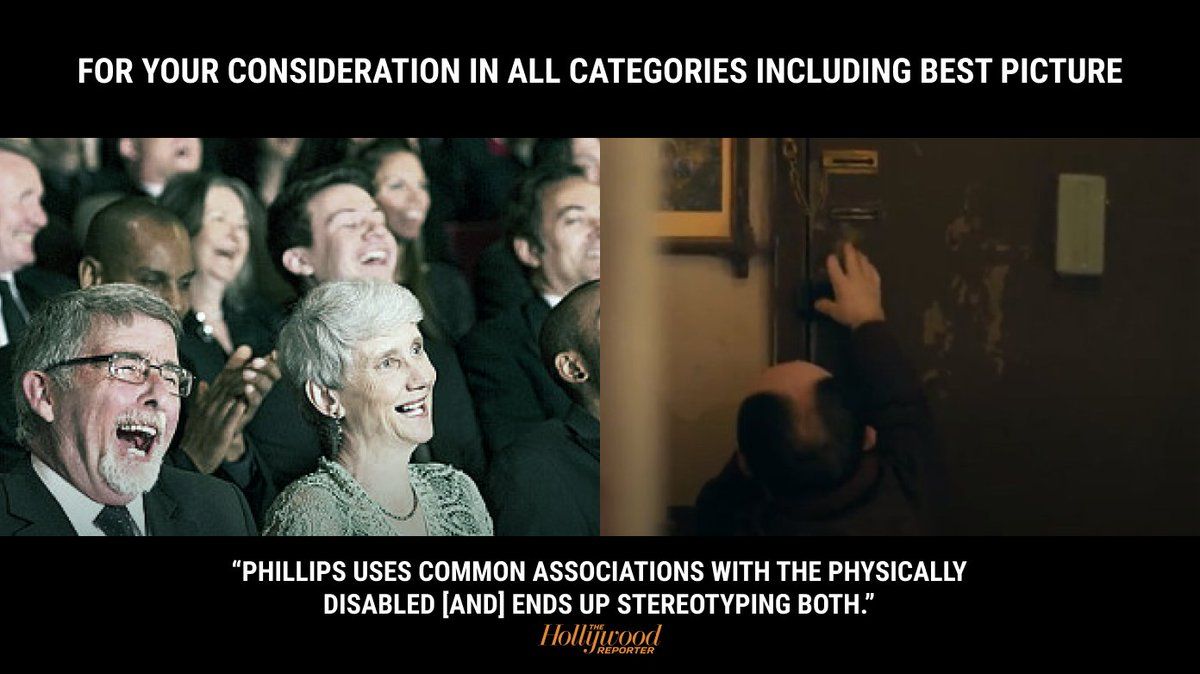 FOR YOUR CONSIDERATION IN ALL CATEGORIES INCLUDING BEST PICTURE
“PHILLIPS USES COMMON ASSOCIATIONS WITH THE PHYSICALLY
DISABLED [AND] ENDS UP STEREOTYPING BOTH.”
THE
Hollywood
REPORTER